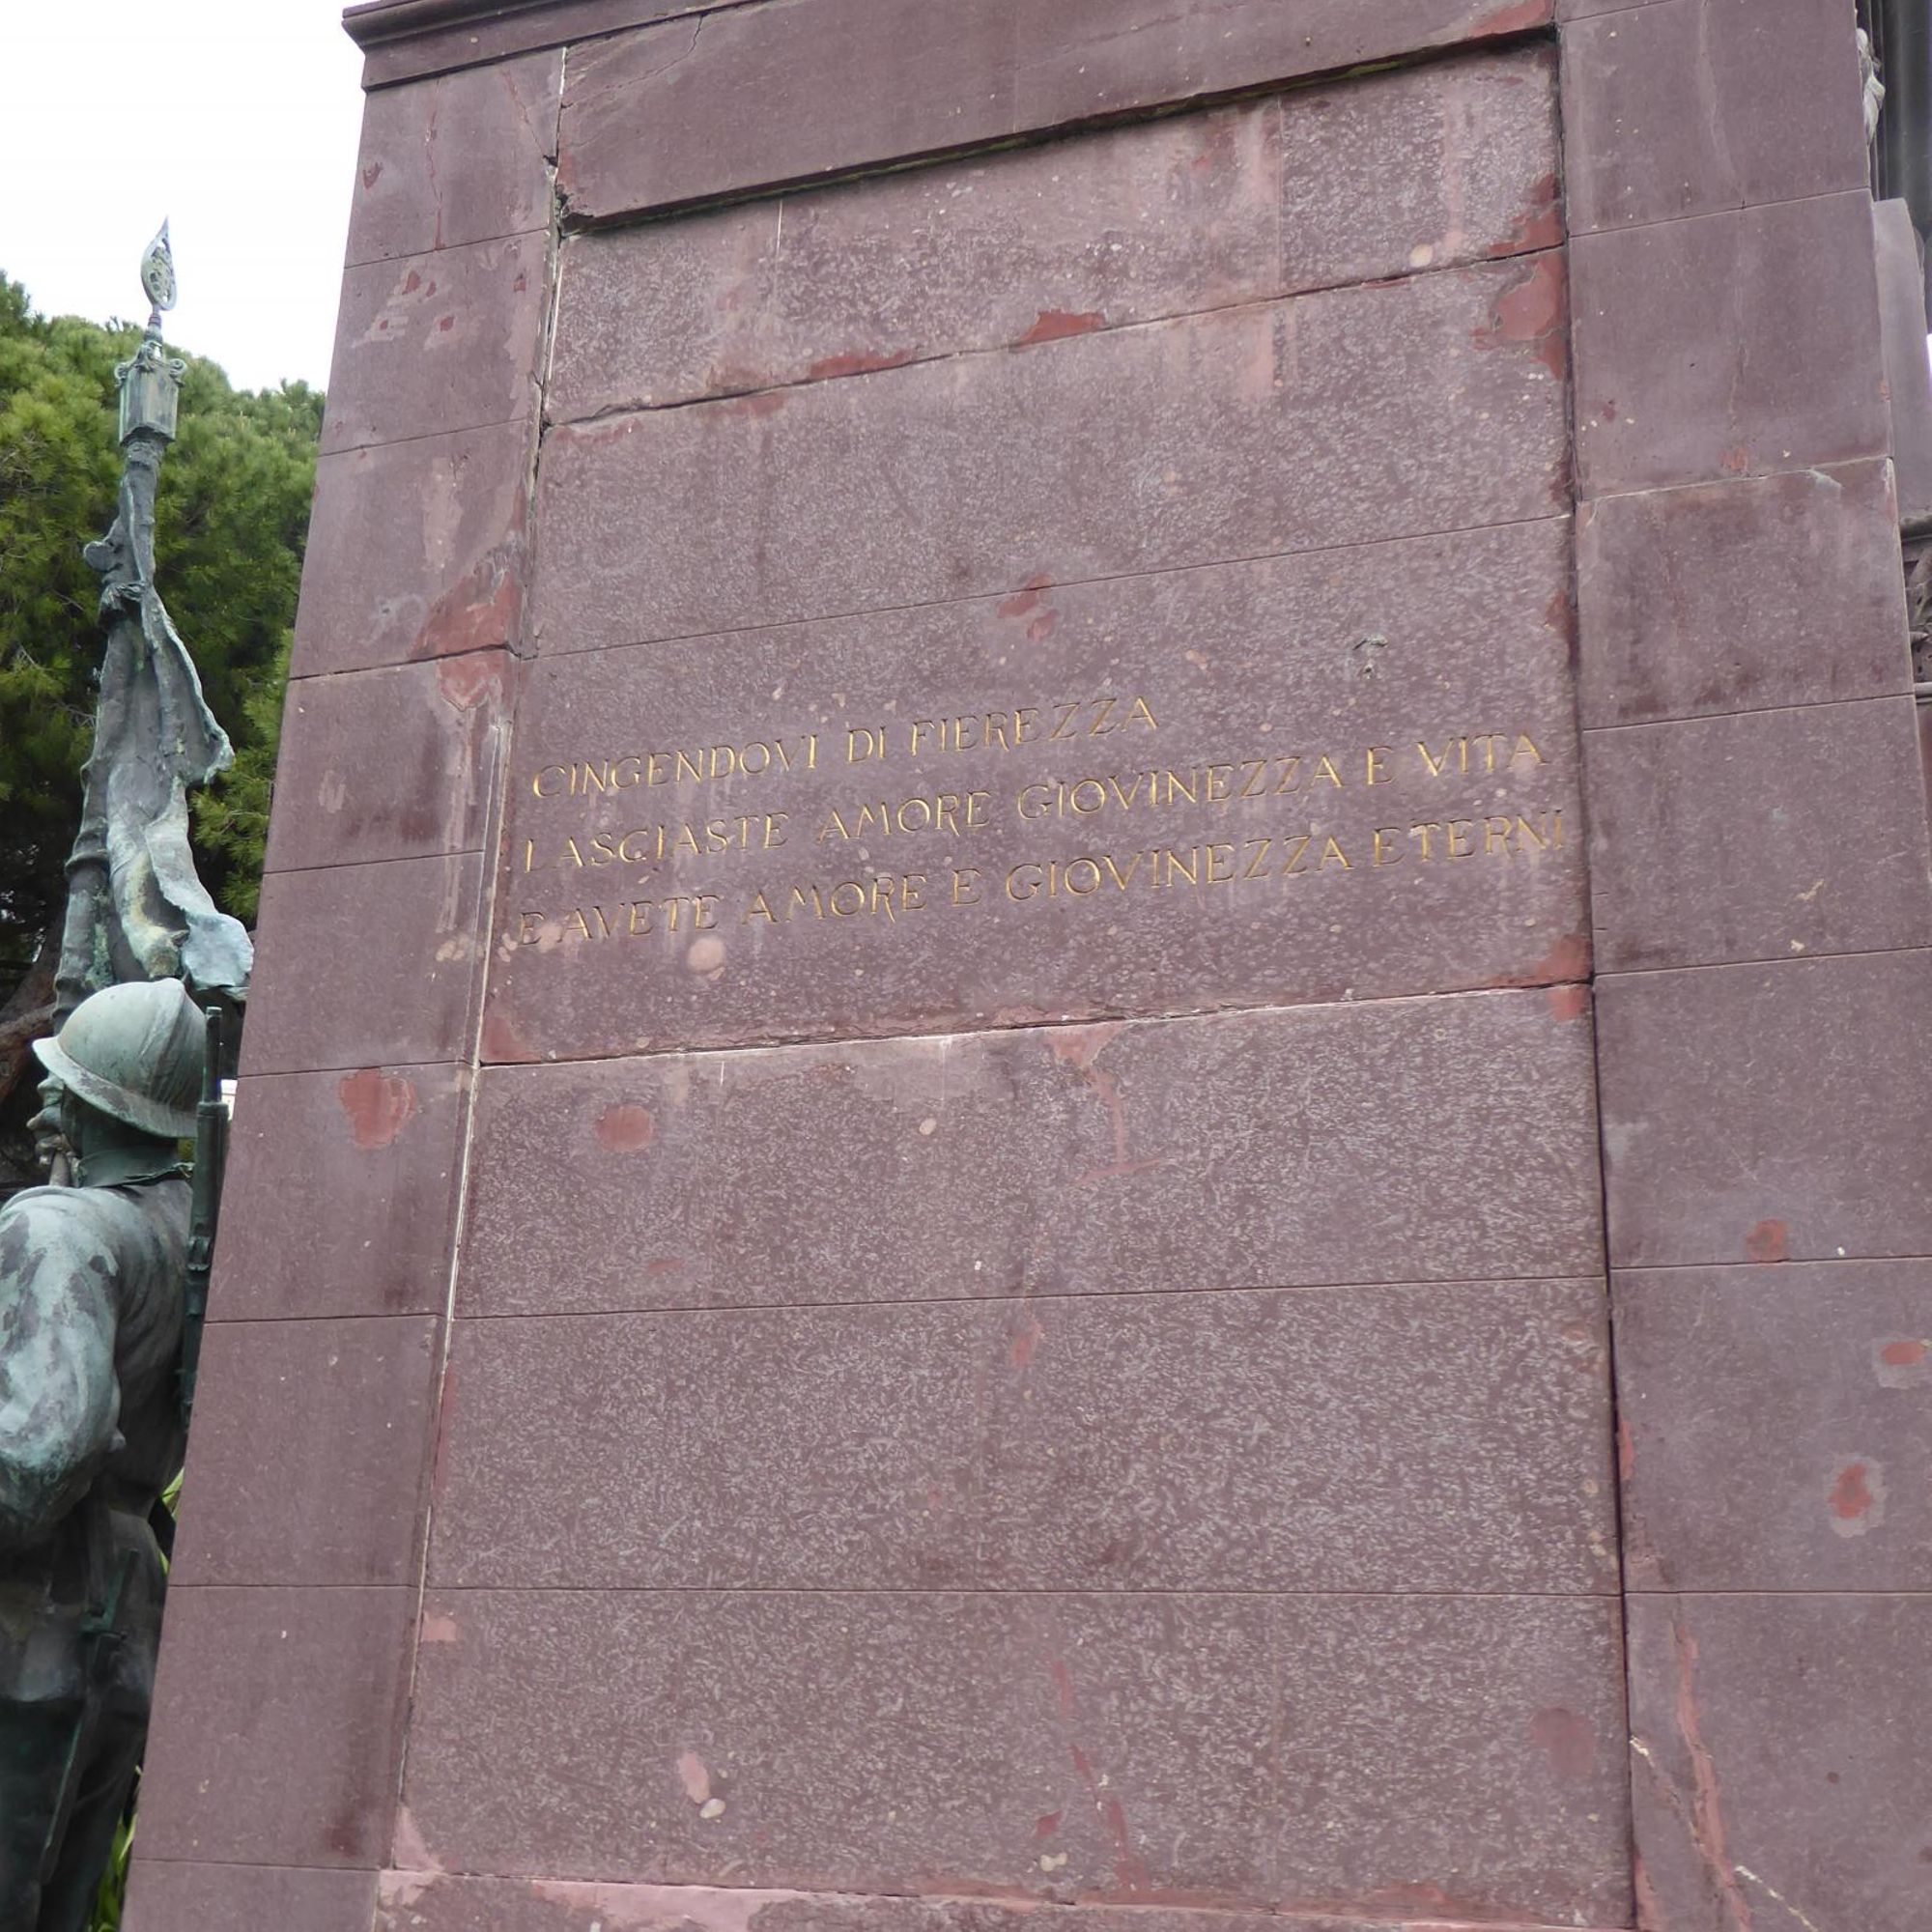 CINGENDOVI DI FIEREZZA
LASCIASTE AMORE GIOVINEZZA E VITA
E AVETE AMORE E GIOVINEZZA ETERNI